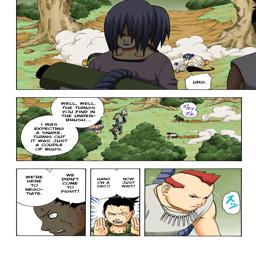 URG.
WELL, WELL,
THE THINGS
YOU FIND IN
THE UNDER-
BRUSH...
I WAS
EXPECTING
A SNAKE.
TURNS OUT
IT WAS JUST
A COUPLE
OF BUGS.
WE'RE
HERE
TO
NEGO-
TIATE.
WE
DIDN'T
COME
TO
FIGHT!
HANG
ON A
SEC!!
NOW
JUST
WAIT!